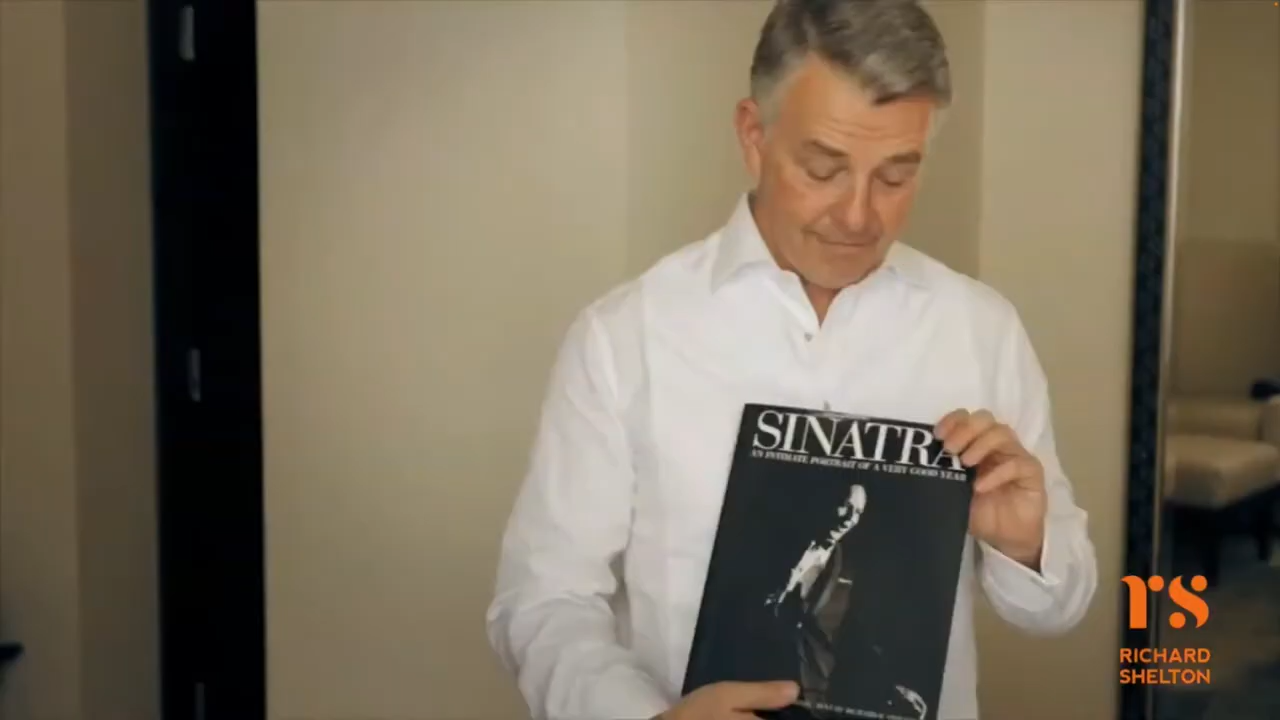 SINATRA
AN INTIMATE PORTRAIT OF A VERY GOOD YEAR
rs
RICHARD
SHELTON